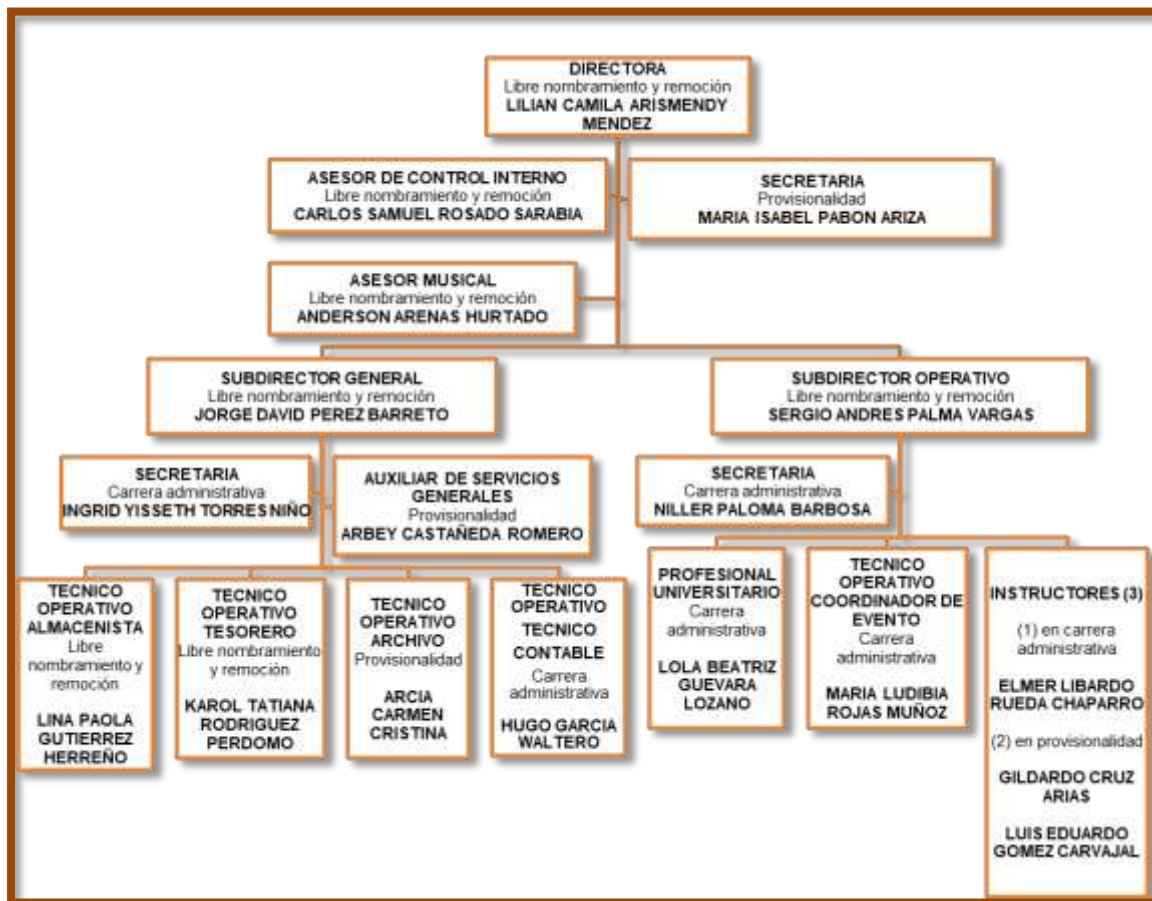 DIRECTORA
Libre nombramiento y remoción
LILIAN CAMILA ARISMENDY
MENDEZ
ASESOR DE CONTROL INTERNO
Libre nombramiento y remoción
CARLOS SAMUEL ROSADO SARABIA
SECRETARIA
Provisionalidad
MARIA ISABEL PABON ARIZA
ASESOR MUSICAL
Libre nombramiento y remoción
ANDERSON ARENAS HURTADO
SUBDIRECTOR GENERAL
Libre nombramiento y remoción
JORGE DAVID PEREZ BARRETO
SUBDIRECTOR OPERATIVO
Libre nombramiento y remoción
SERGIO ANDRES PALMA VARGAS
SECRETARIA
Carrera administrativa
INGRID YISSETH TORRES NIÑO
AUXILIAR DE SERVICIOS
GENERALES
Provisionalidad
ARBEY CASTAÑEDA ROMERO
SECRETARIA
Carrera administrativa
NILLER PALOMA BARBOSA
TECNICO
OPERATIVO
ALMACENISTA
Libre
nombramiento y
remoción
LINA PAOLA
GUTIERREZ
HERREÑO
TECNICO
OPERATIVO
TESORERO
Libre nombramiento
y remoción
KAROL TATIANA
RODRIGUEZ
PERDOMO
TECNICO
OPERATIVO
ARCHIVO
Provisionalidad
ARCIA
CARMEN
CRISTINA
TECNICO
OPERATIVO
TECNICO
CONTABLE
Carrera
administrativa
HUGO GARCIA
WALTERO
PROFESIONAL
UNIVERSITARIO
Carrera
administrativa
LOLA BEATRIZ
GUEVARA
LOZANO
TECNICO
OPERATIVO
COORDINADOR DE
EVENTO
Carrera
administrativa
MARIA LUDIBIA
ROJAS MUÑOZ
INSTRUCTORES (3)
(1) en carrera
administrativa
ELMER LIBARDO
RUEDA CHAPARRO
(2) en provisionalidad
GILDARDO CRUZ
ARIAS
LUIS EDUARDO
GOMEZ CARVAJAL